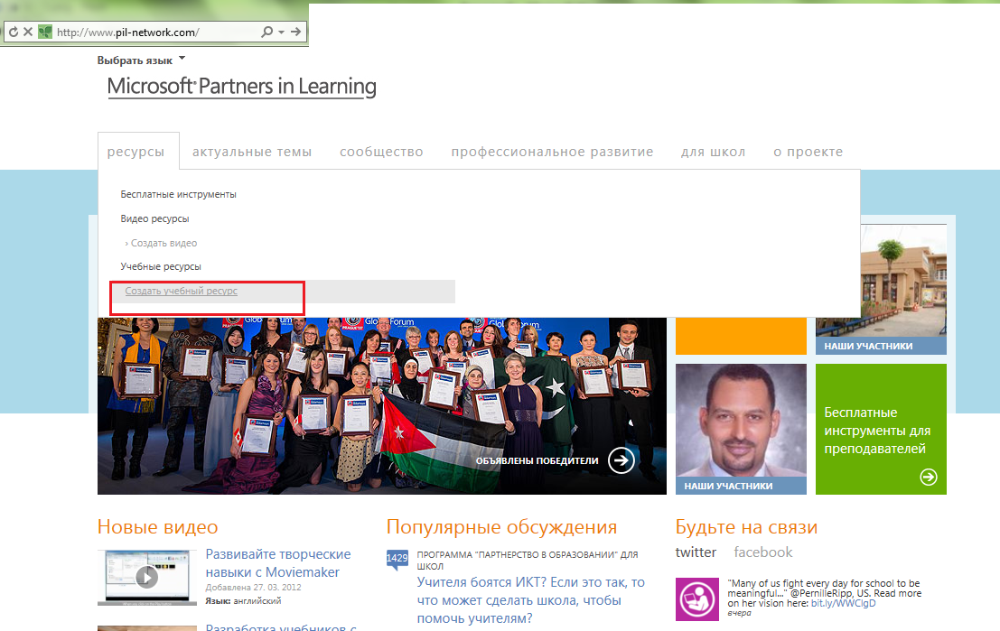 http://www.pil-network.com/
Выбрать язык
Microsoft® Partners in Learning
ресурсы актуальные темы сообщество профессиональное развитие для школ о проекте
Бесплатные инструменты
Видео ресурсы
› Создать видео
Учебные ресурсы
Создать учебный ресурс
НАШИ УЧАСТНИКИ
ОБЪЯВЛЕНЫ ПОБЕДИТЕЛИ
НАШИ УЧАСТНИКИ
Бесплатные
инструменты для
преподавателей
Новые видео
Развивайте творческие
навыки с Moviemaker
Добавлена 27. 03. 2012
Язык: английский
Разработка учебников с
Популярные обсуждения
1429
ПРОГРАММА "ПАРТНЕРСТВО В ОБРАЗОВАНИИ" ДЛЯ
ШКОЛ
Учителя боятся ИКТ? Если это так, то
что может сделать школа, чтобы
помочь учителям?
Будьте на связи
twitter facebook
"Many of us fight every day for school to be
meaningful..." @PernilleRipp, US. Read more
on her vision here: bit.ly/WWClgD
вчера